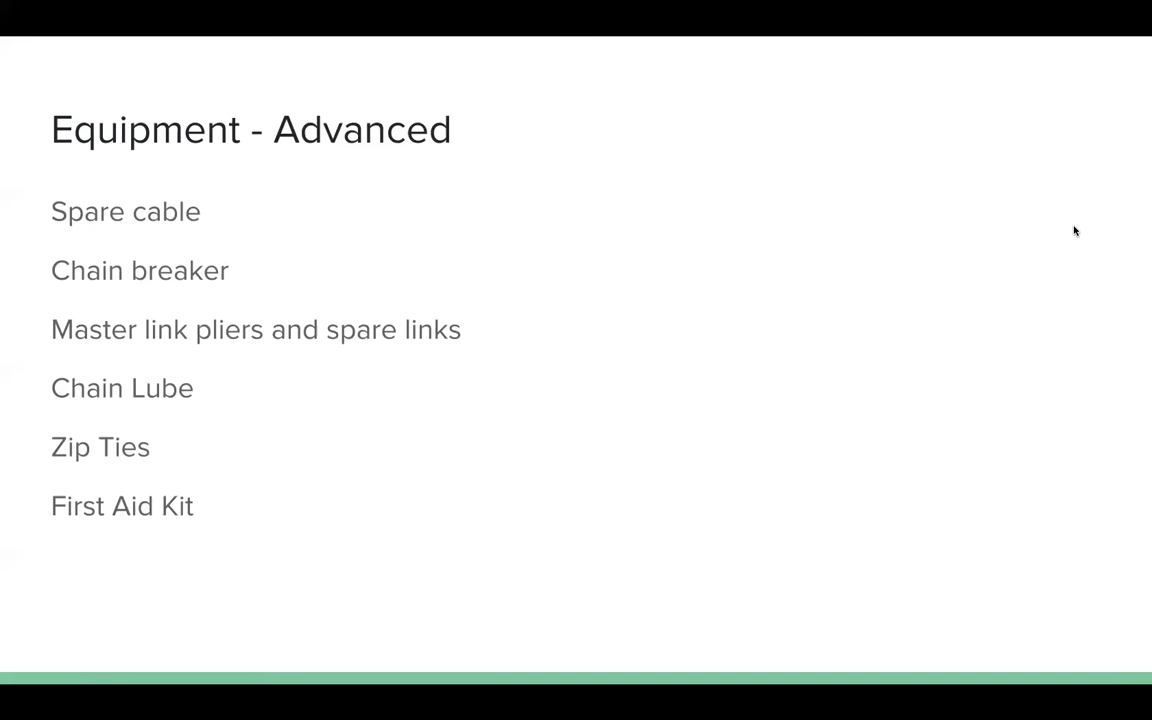 Equipment - Advanced
Spare cable
Chain breaker
Master link pliers and spare links
Chain Lube
Zip Ties
First Aid Kit